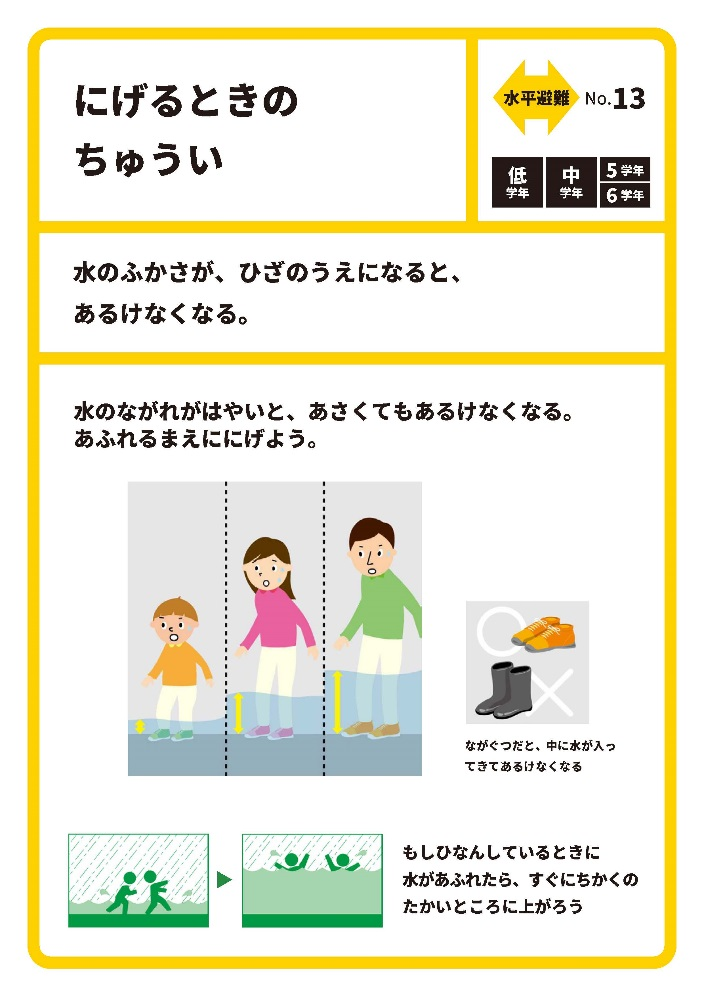 にげるときの
ちゅうい
水平避難 No.13
低学年 中学年 5学年 6学年
水のふかさが、ひざのうえになると、
あるけなくなる。
水のながれがはやいと、あさくてもあるけなくなる。
あふれるまえににげよう。
ながぐつだと、中に水が入っ
てきてあるけなくなる
もしひなんしているときに
水があふれたら、すぐにちかくの
たかいところに上がろう